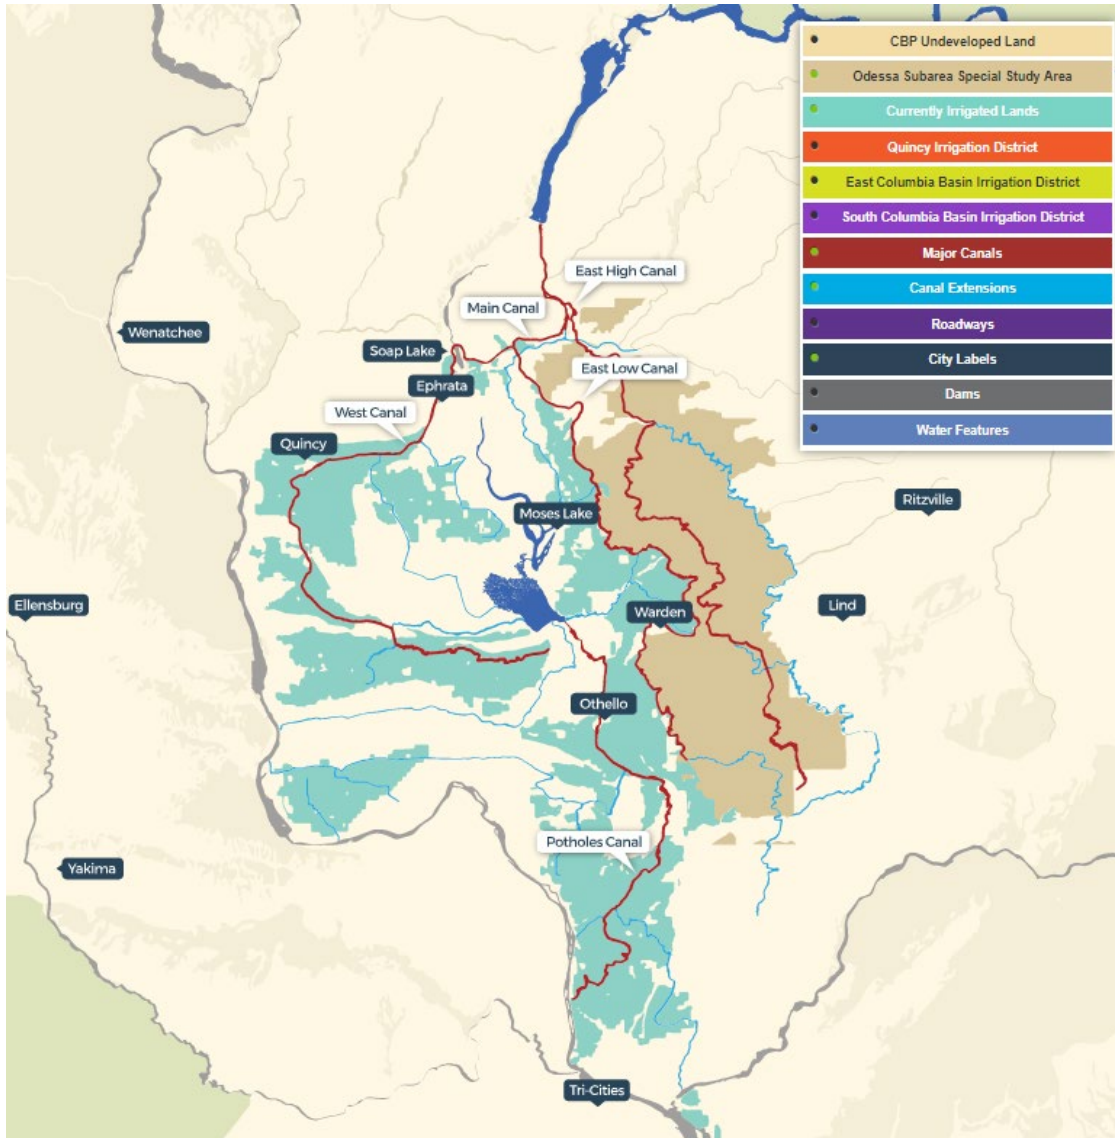 CBP Undeveloped Land
Odessa Subarea Special Study Area
Currently Irrigated Lands
Quincy Irrigation District
East Columbia Basin Irrigation District
South Columbia Basin Irrigation District
Major Canals
Canal Extensions
Roadways
City Labels
Dams
Water Features
East High Canal
Main Canal
Wenatchee
Soap Lake
East Low Canal
Ephrata
West Canal
Quincy
Ritzville
Moses Lake
Ellensburg
Warden
Lind
Othello
Potholes Canal
Yakima
Tri-Cities